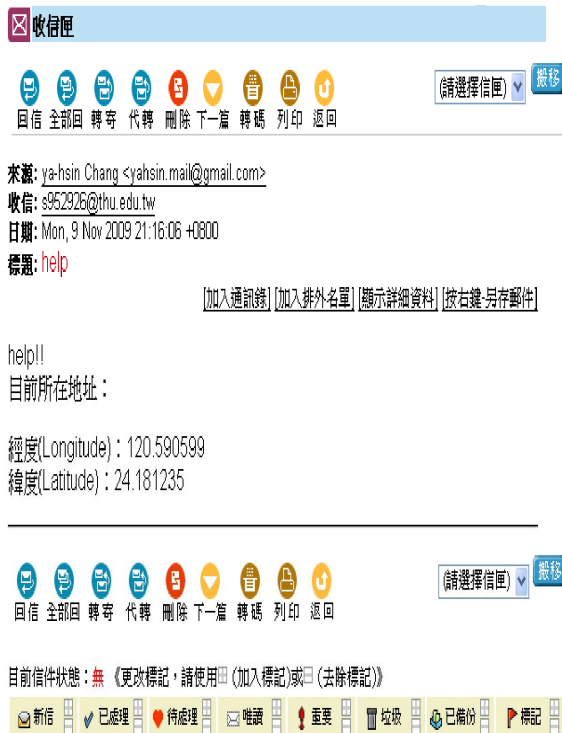 收信匣
(請選擇信匣) 搬移
回信 全部回 轉寄 代轉 刪除 下一篇 轉碼 列印 返回
來源: ya-hsin Chang <yahsin.mail@gmail.com>
收信: s952926@thu.edu.tw
日期: Mon, 9 Nov 2009 21:16:06 +0800
標題: help
[加入通訊錄] [加入排外名單] [顯示詳細資料] [按右鍵-另存郵件]
help!!
目前所在地址：
經度(Longitude)：120.590599
緯度(Latitude)：24.181235
(請選擇信匣) 搬移
回信 全部回 轉寄 代轉 刪除 下一篇 轉碼 列印 返回
目前信件狀態：無 《更改標記，請使用 (加入標記)或 (去除標記)》
新信 已處理 待處理 唯讀 重要 垃圾 已備份 標記